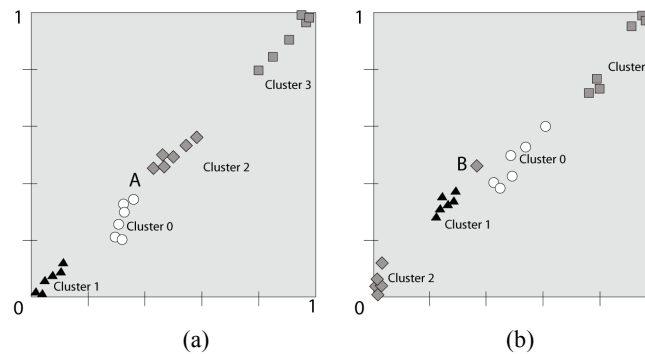 1
Cluster 3
A
Cluster 2
Cluster 0
Cluster 1
0
1
(a)
1
Cluster
B
Cluster 0
Cluster 1
Cluster 2
0
(b)